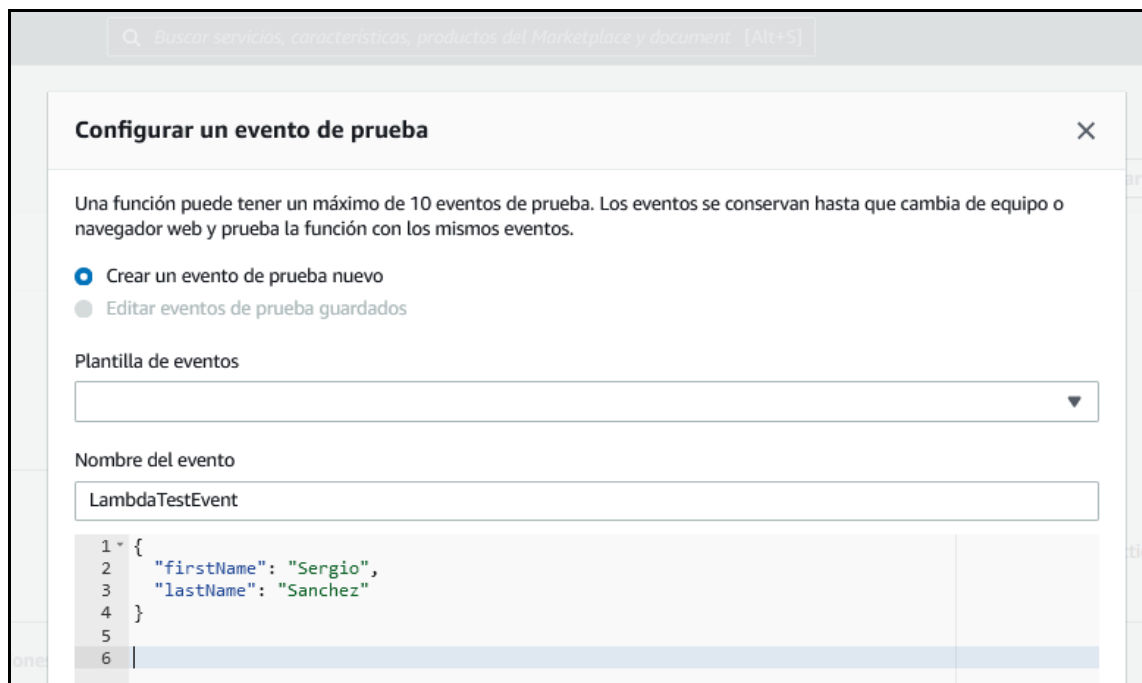 Buscar servicios, características, productos del Marketplace y document [Alt+S]
Configurar un evento de prueba
Una función puede tener un máximo de 10 eventos de prueba. Los eventos se conservan hasta que cambia de equipo o
navegador web y prueba la función con los mismos eventos.
Crear un evento de prueba nuevo
Editar eventos de prueba guardados
Plantilla de eventos
Nombre del evento
LambdaTestEvent
1 {
2 "firstName": "Sergio",
3 "lastName": "Sanchez"
4 }
5
6